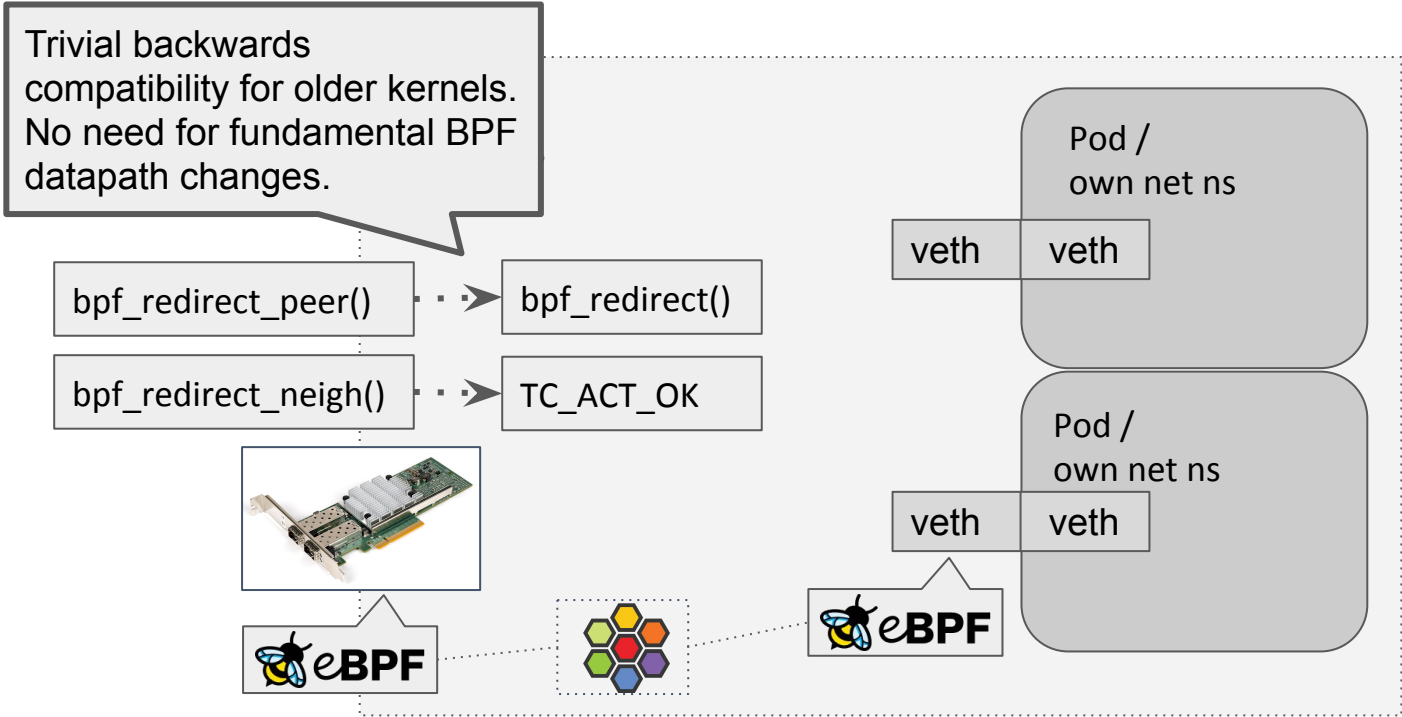 Trivial backwards
compatibility for older kernels.
No need for fundamental BPF
datapath changes.
Pod /
own net ns
veth
veth
bpf_redirect_peer()
bpf_redirect()
bpf_redirect_neigh()
TC_ACT_OK
Pod /
own net ns
veth
veth
eBPF
eBPF